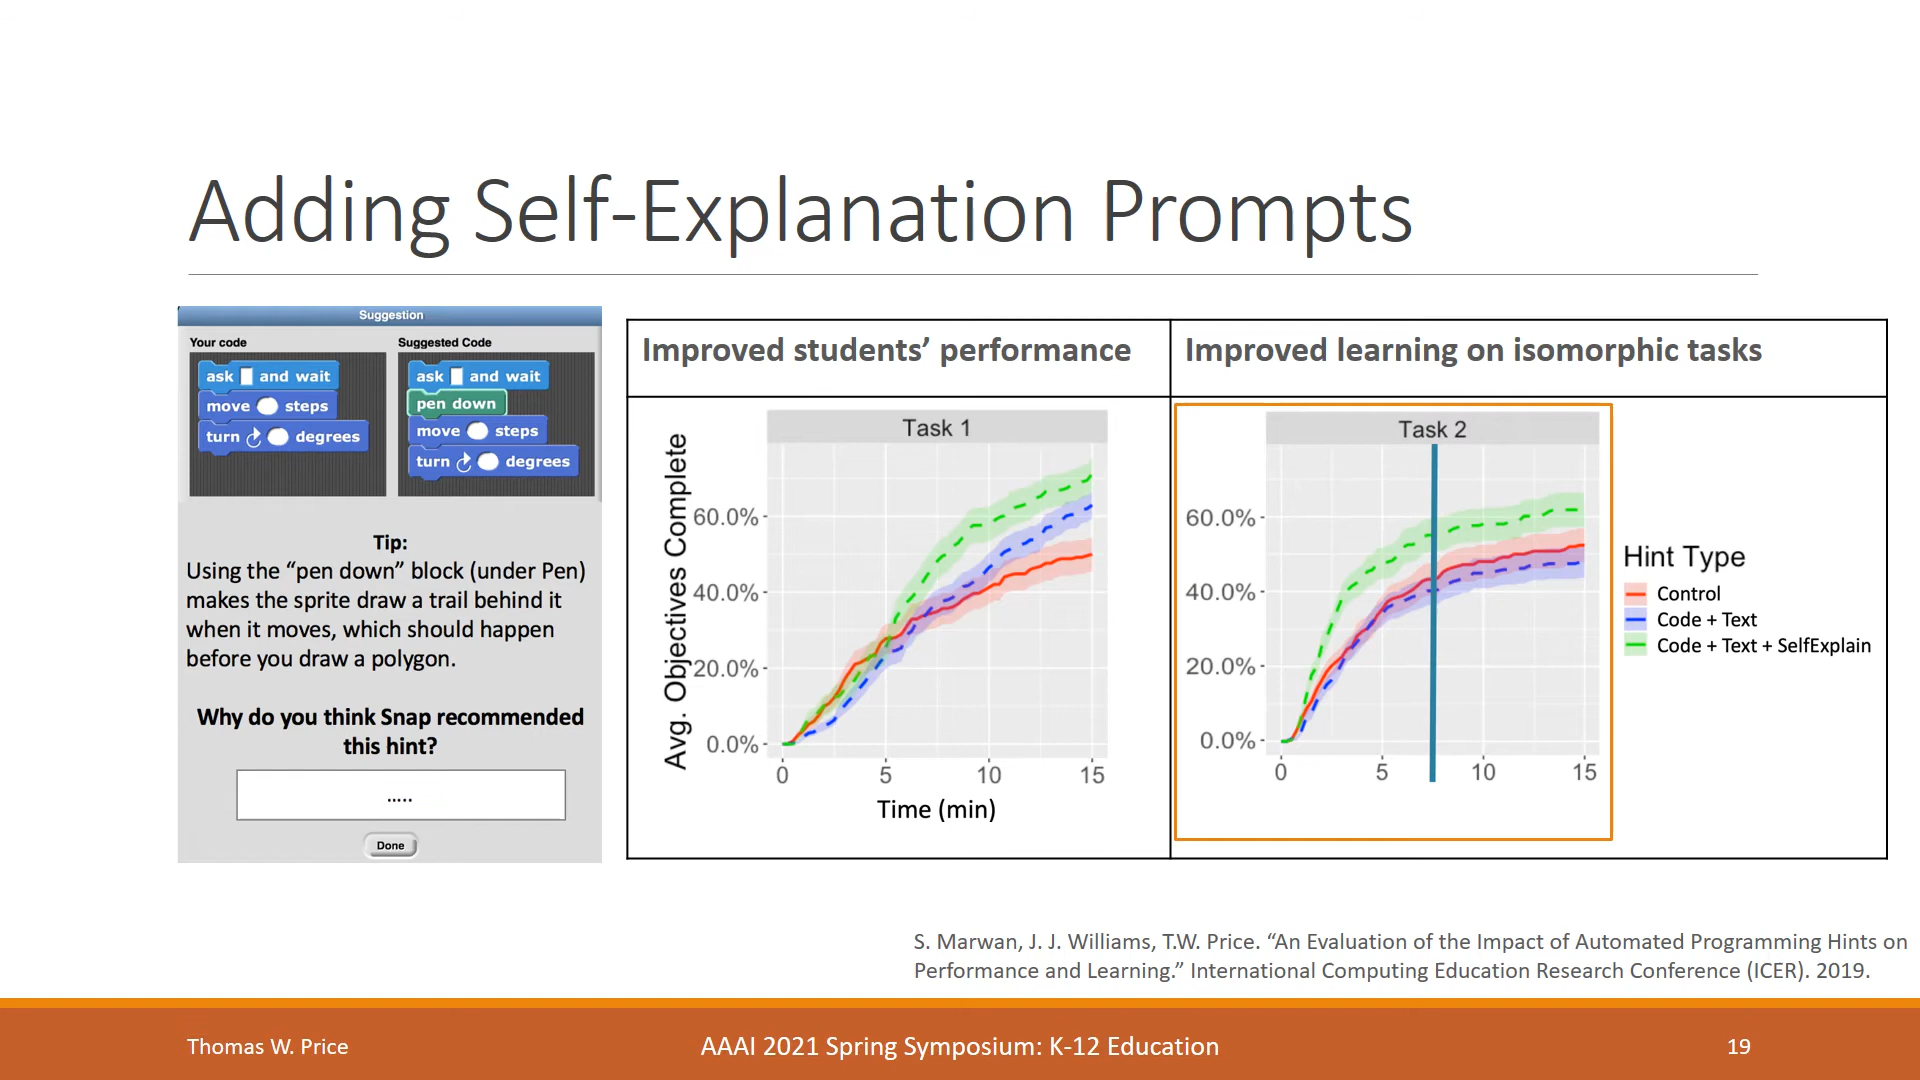 Adding Self-Explanation Prompts
Suggestion
Your code
Suggested Code
ask and wait
move steps
turn degrees
ask and wait
pen down
move steps
turn degrees
Tip:
Using the “pen down” block (under Pen)
makes the sprite draw a trail behind it
when it moves, which should happen
before you draw a polygon.
Why do you think Snap recommended
this hint?
.....
Done
Improved students’ performance
Improved learning on isomorphic tasks
Task 1
Avg. Objectives Complete
60.0%
40.0%
20.0%
0.0%
0 5 10 15
Time (min)
Task 2
60.0%
40.0%
20.0%
0.0%
0 5 10 15
Hint Type
Control
Code + Text
Code + Text + SelfExplain
S. Marwan, J. J. Williams, T.W. Price. “An Evaluation of the Impact of Automated Programming Hints on
Performance and Learning.” International Computing Education Research Conference (ICER). 2019.
Thomas W. Price
AAAI 2021 Spring Symposium: K-12 Education
19